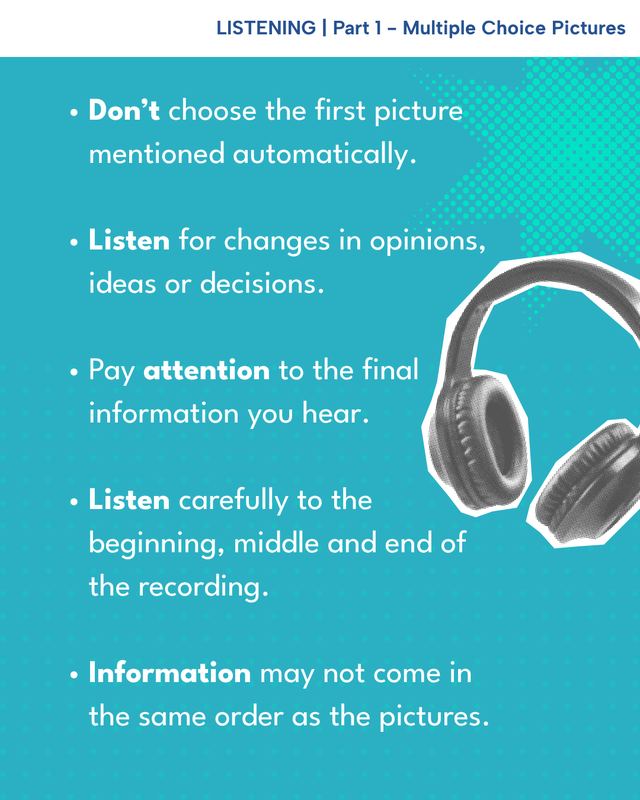 LISTENING | Part 1 – Multiple Choice Pictures
• Don’t choose the first picture
mentioned automatically.
• Listen for changes in opinions,
ideas or decisions.
• Pay attention to the final
information you hear.
• Listen carefully to the
beginning, middle and end of
the recording.
• Information may not come in
the same order as the pictures.